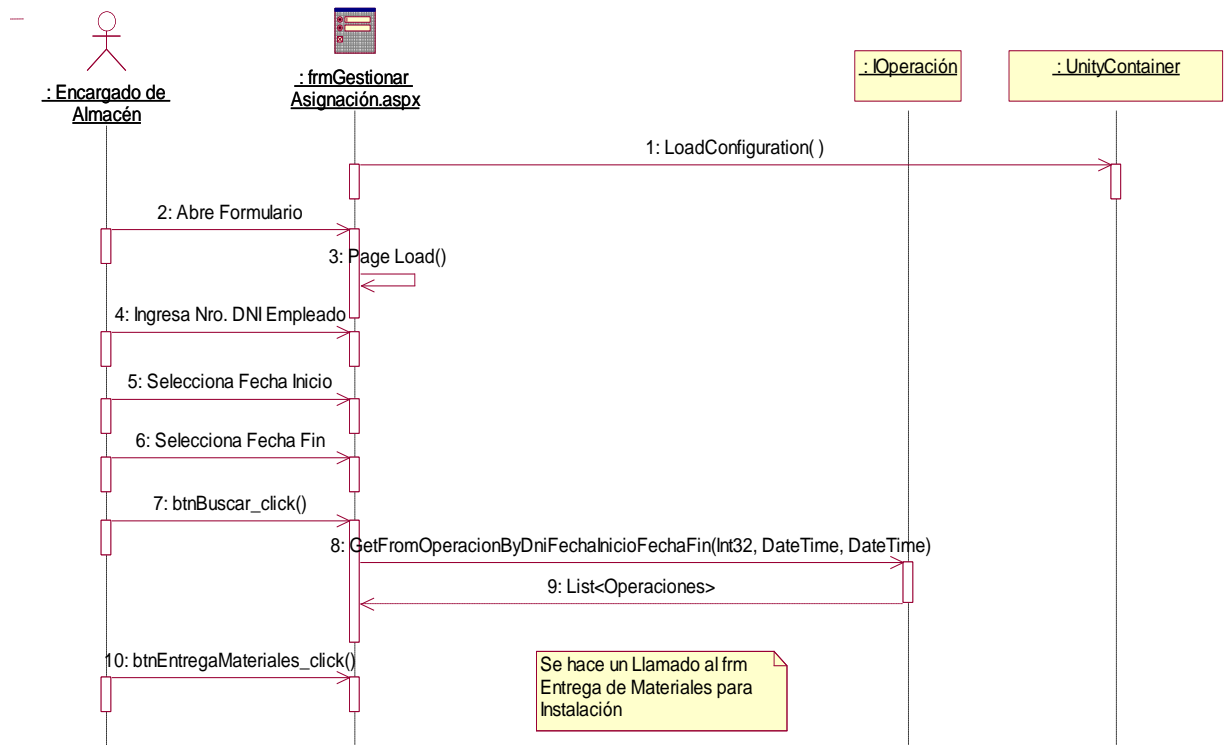 : Encargado de
Almacén
: frmGestionar
Asignación.aspx
: IOperación
: UnityContainer
1: LoadConfiguration( )
2: Abre Formulario
3: Page Load()
4: Ingresa Nro. DNI Empleado
5: Selecciona Fecha Inicio
6: Selecciona Fecha Fin
7: btnBuscar_click()
8: GetFromOperacionByDniFechaInicioFechaFin(Int32, DateTime, DateTime)
9: List<Operaciones>
10: btnEntregaMateriales_click()
Se hace un Llamado al frm
Entrega de Materiales para
Instalación